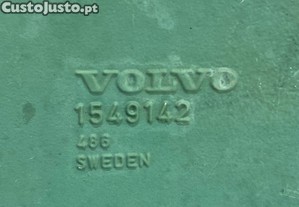 CustoJusto.pt
VOLVO
1549142
486
SWEDEN